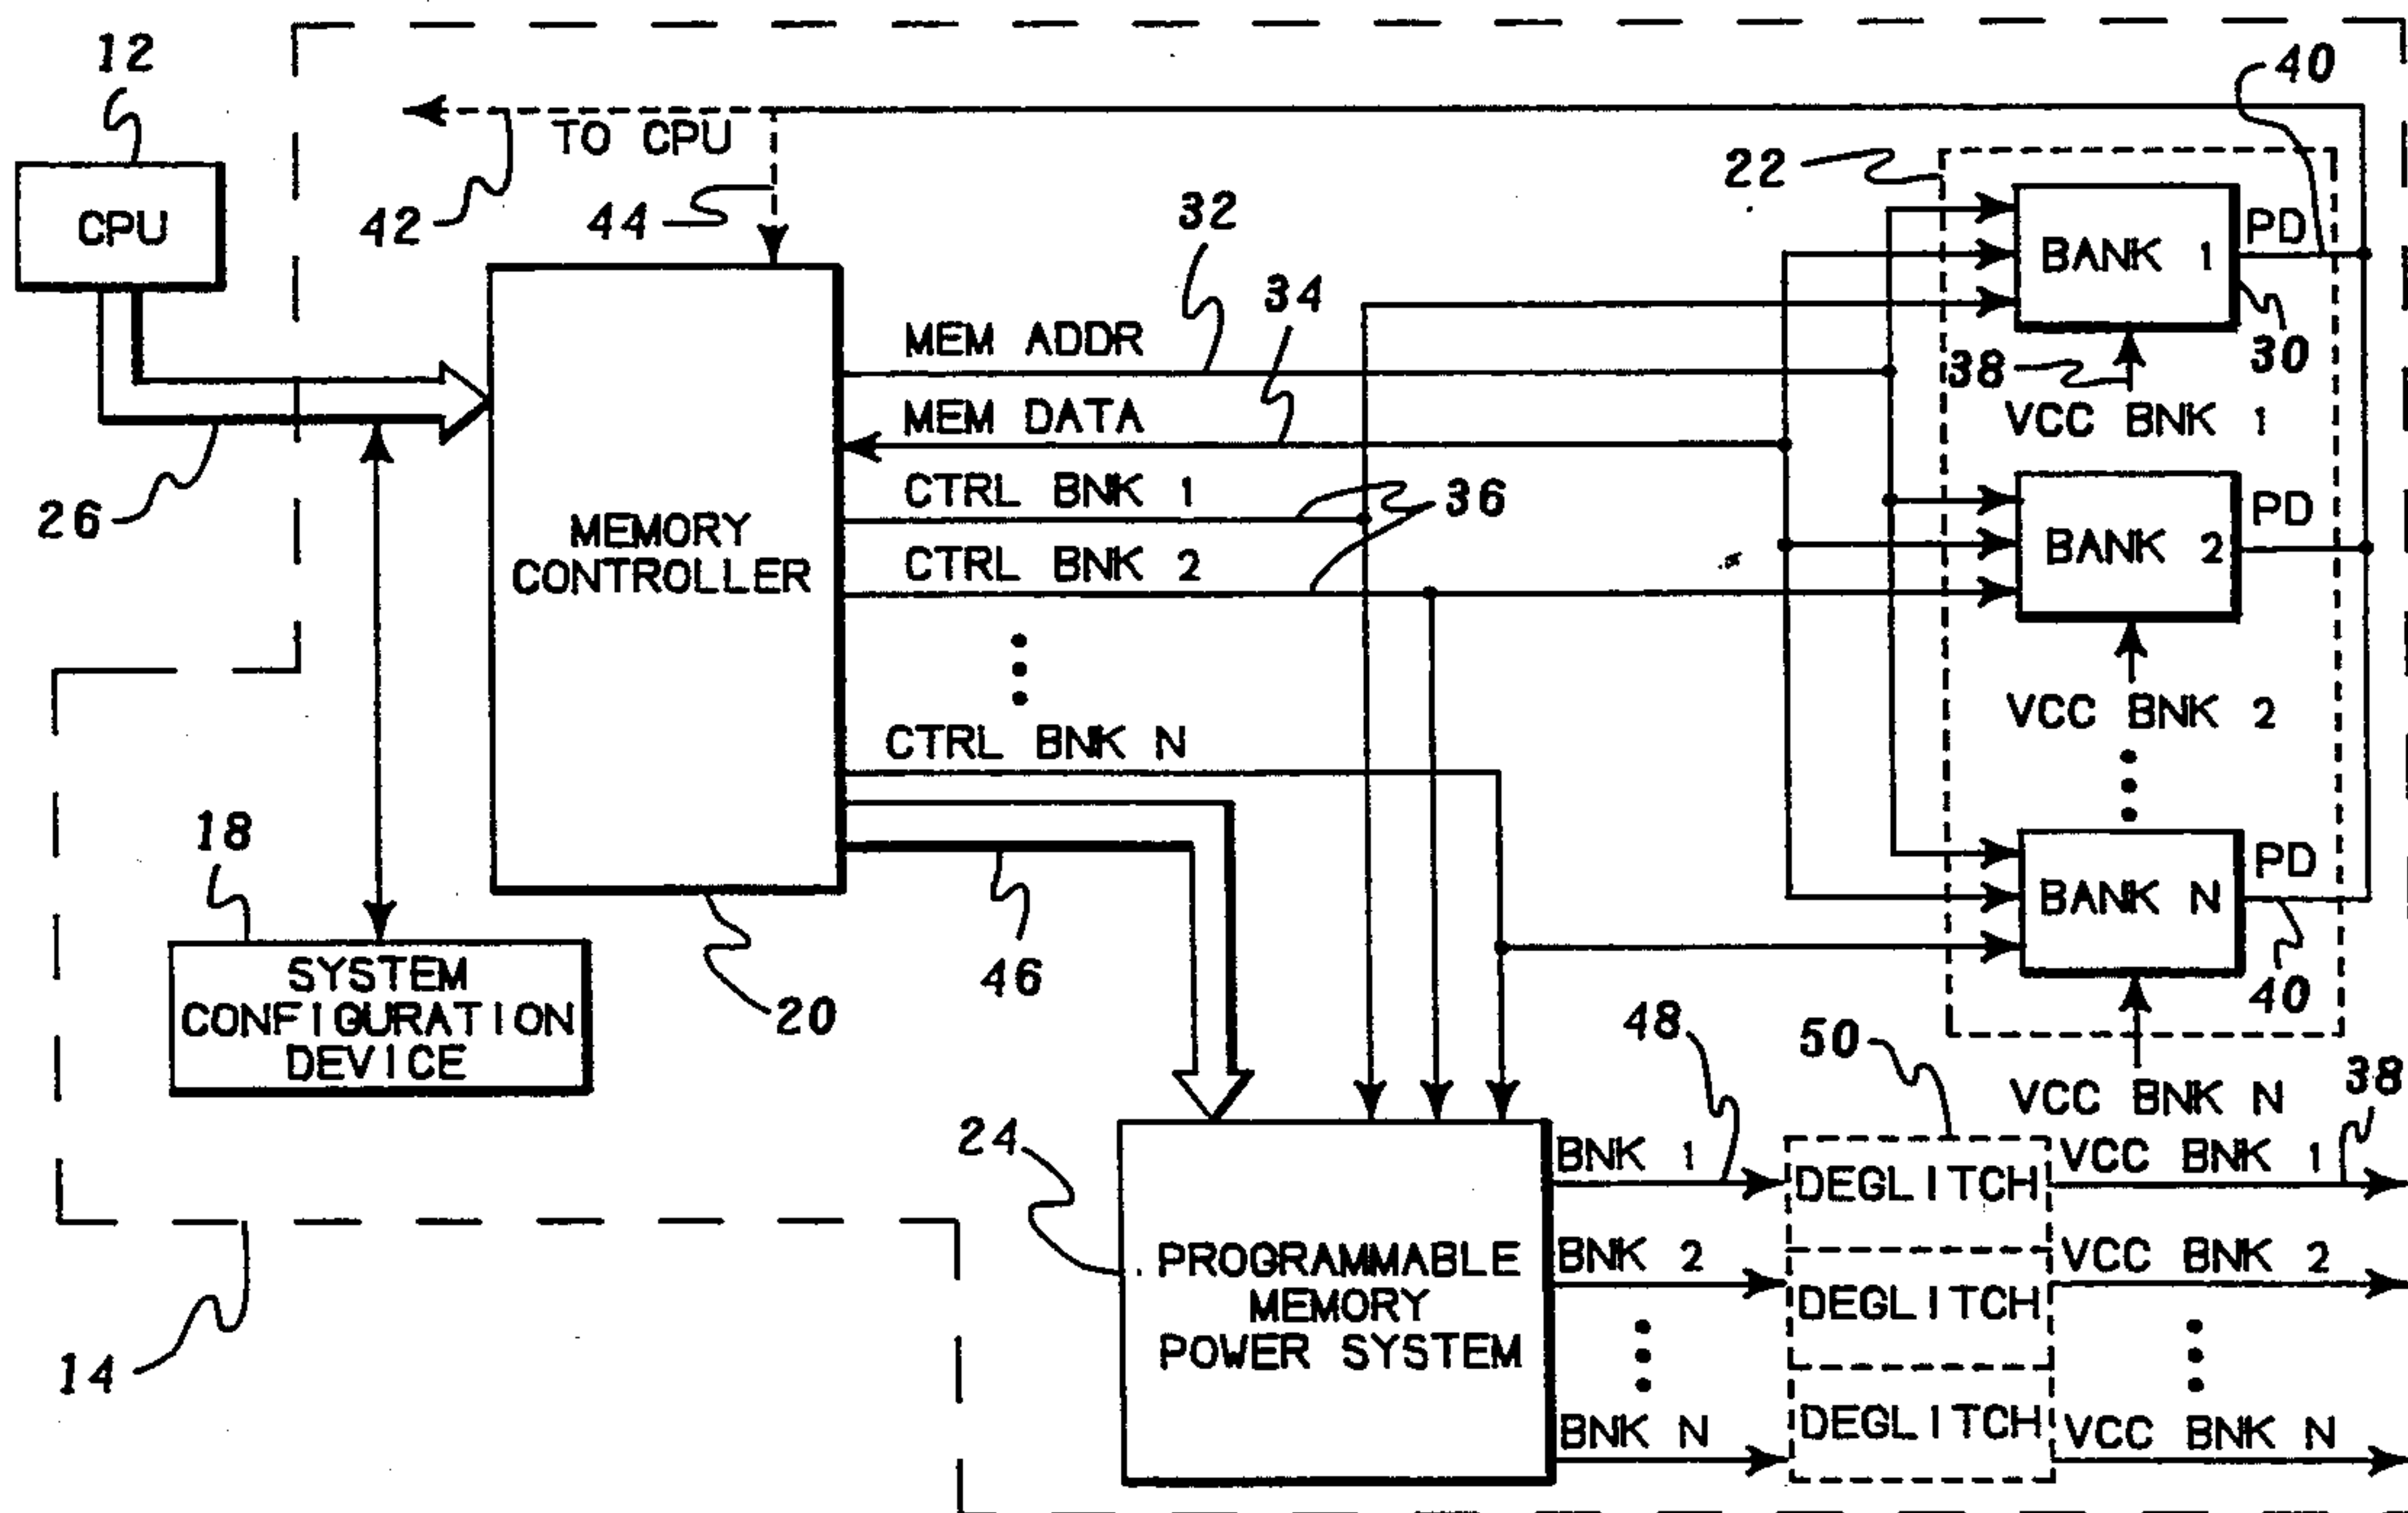 12
40
TO CPU
22
CPU
42
44
32
BANK 1
PD
34
30
MEM ADDR
38
VCC BNK 1
MEM DATA
26
CTRL BNK 1
36
BANK 2
PD
MEMORY
CONTROLLER
CTRL BNK 2
VCC BNK 2
CTRL BNK N
18
BANK N
PD
SYSTEM
CONFIGURATION
DEVICE
46
20
40
48
50
VCC BNK N
38
24
BNK 1
DEGLITCH
VCC BNK 1
BNK 2
DEGLITCH
VCC BNK 2
PROGRAMMABLE
MEMORY
POWER SYSTEM
14
BNK N
DEGLITCH
VCC BNK N